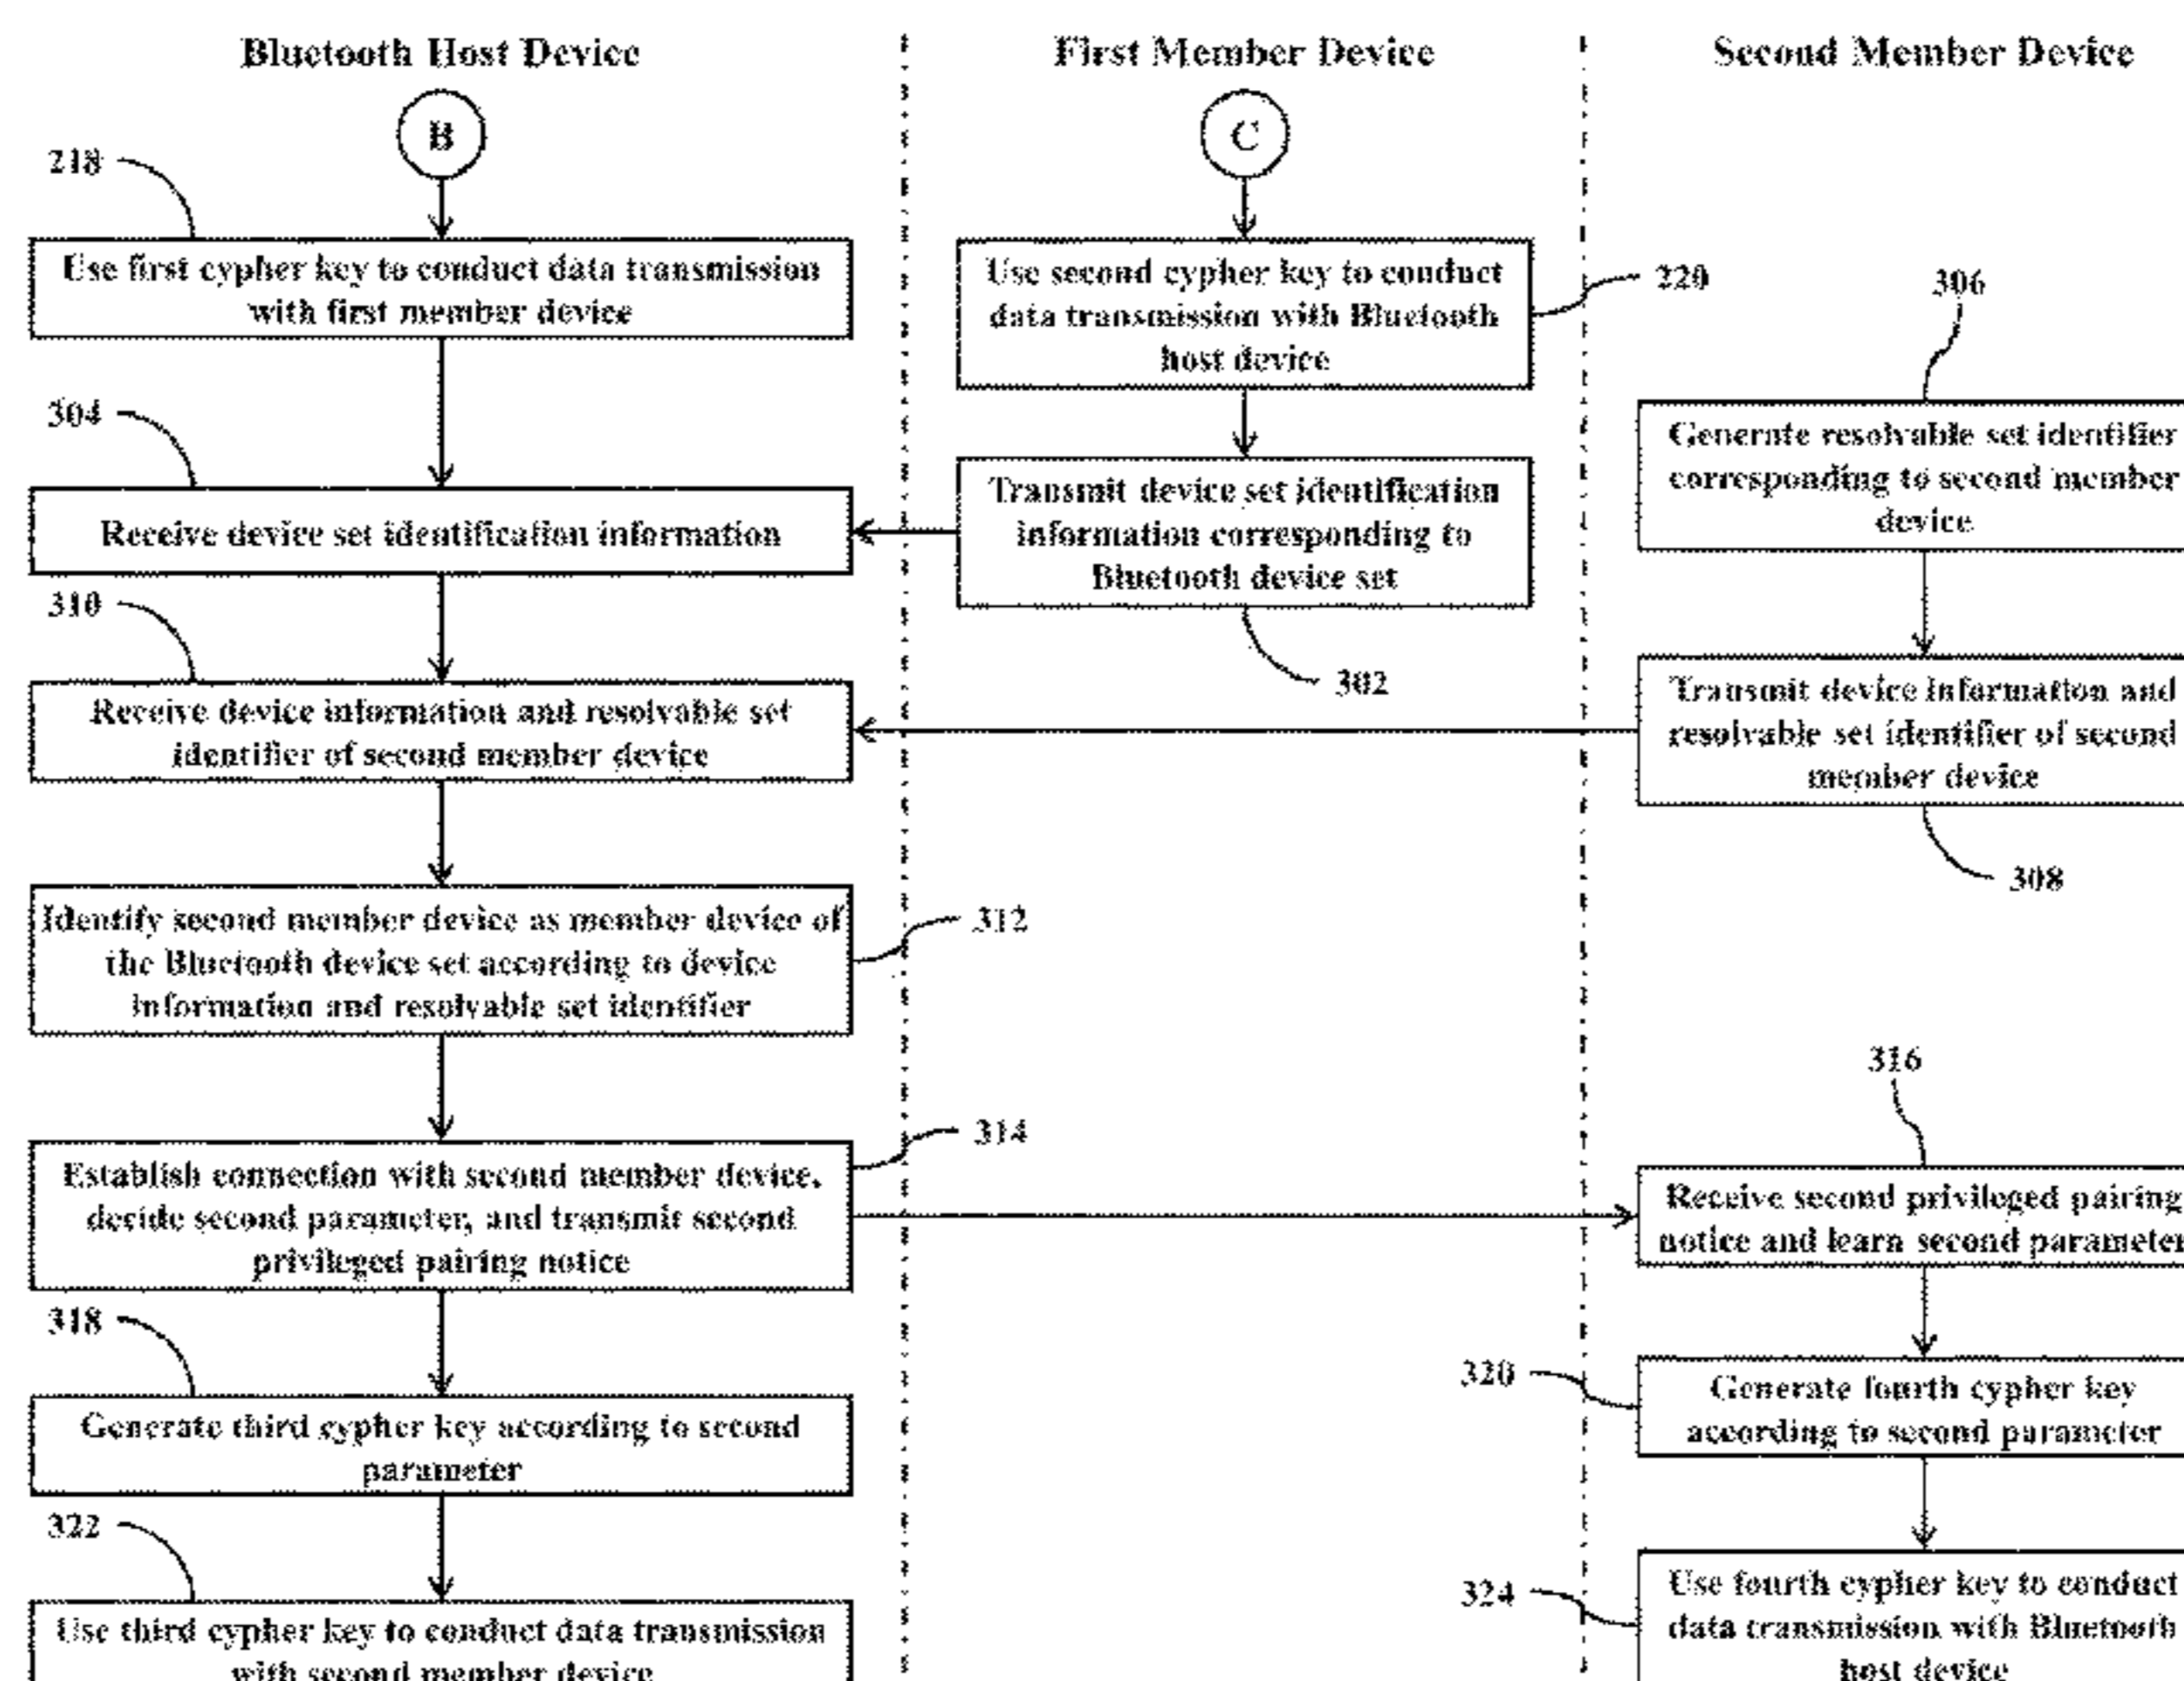 Bluetooth Host Device
First Member Device
Second Member Device
B
C
218
Use first cypher key to conduct data transmission
with first member device
Use second cypher key to conduct
data transmission with Bluetooth
host device
220
306
304
Receive device set identification information
Transmit device set identification
information corresponding to
Bluetooth device set
302
Generate resolvable set identifier
corresponding to second member
device
310
Receive device information and resolvable set
identifier of second member device
Transmit device information and
resolvable set identifier of second
member device
308
Identify second member device as member device of
the Bluetooth device set according to device
information and resolvable set identifier
312
314
Establish connection with second member device,
decide second parameter, and transmit second
privileged pairing notice
316
Receive second privileged pairing
notice and learn second parameter
318
Generate third cypher key according to second
parameter
320
Generate fourth cypher key
according to second parameter
322
Use third cypher key to conduct data transmission
with second member device
324
Use fourth cypher key to conduct
data transmission with Bluetooth
host device